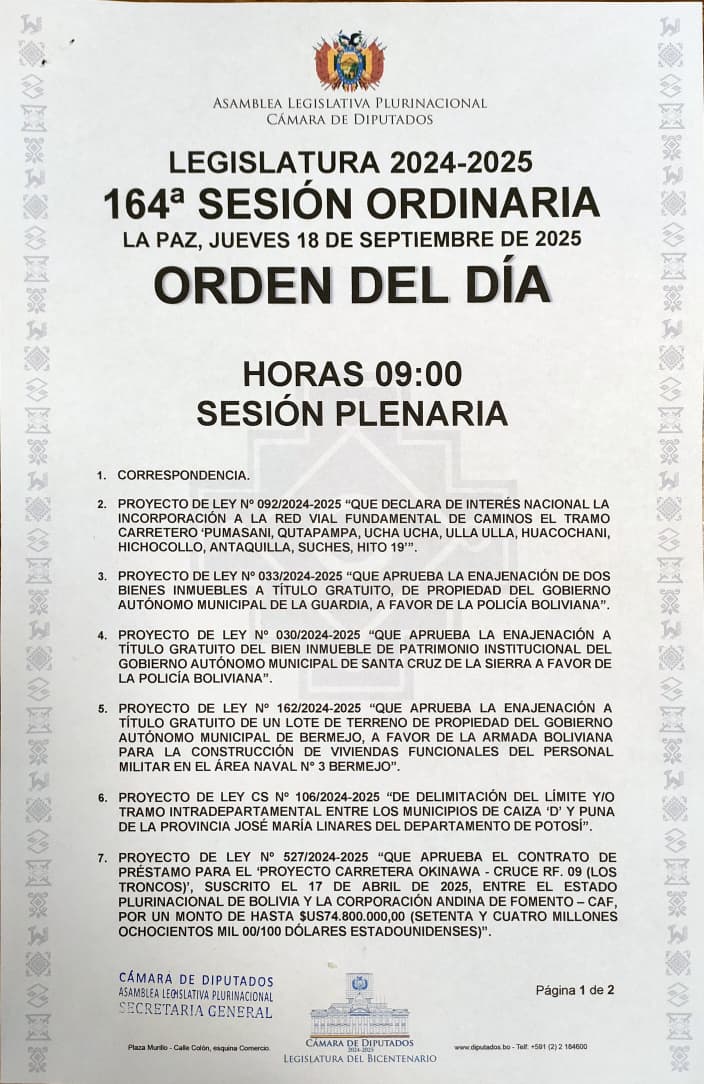 ASAMBLEA LEGISLATIVA PLURINACIONAL
CÁMARA DE DIPUTADOS
LEGISLATURA 2024-2025
164ª SESIÓN ORDINARIA
LA PAZ, JUEVES 18 DE SEPTIEMBRE DE 2025
ORDEN DEL DÍA
HORAS 09:00
SESIÓN PLENARIA
1. CORRESPONDENCIA.
2. PROYECTO DE LEY Nº 092/2024-2025 “QUE DECLARA DE INTERÉS NACIONAL LA
INCORPORACIÓN A LA RED VIAL FUNDAMENTAL DE CAMINOS EL TRAMO
CARRETERO ‘PUMASANI, QUTAPAMPA, UCHA UCHA, ULLA ULLA, HUACOCHANI,
HICHOCOLLO, ANTAQUILLA, SUCHES, HITO 19’”.
3. PROYECTO DE LEY Nº 033/2024-2025 “QUE APRUEBA LA ENAJENACIÓN DE DOS
BIENES INMUEBLES A TÍTULO GRATUITO, DE PROPIEDAD DEL GOBIERNO
AUTÓNOMO MUNICIPAL DE LA GUARDIA, A FAVOR DE LA POLICÍA BOLIVIANA”.
4. PROYECTO DE LEY Nº 030/2024-2025 “QUE APRUEBA LA ENAJENACIÓN A
TÍTULO GRATUITO DEL BIEN INMUEBLE DE PATRIMONIO INSTITUCIONAL DEL
GOBIERNO AUTÓNOMO MUNICIPAL DE SANTA CRUZ DE LA SIERRA A FAVOR DE
LA POLICÍA BOLIVIANA”.
5. PROYECTO DE LEY Nº 162/2024-2025 “QUE APRUEBA LA ENAJENACIÓN A
TÍTULO GRATUITO DE UN LOTE DE TERRENO DE PROPIEDAD DEL GOBIERNO
AUTÓNOMO MUNICIPAL DE BERMEJO, A FAVOR DE LA ARMADA BOLIVIANA
PARA LA CONSTRUCCIÓN DE VIVIENDAS FUNCIONALES DEL PERSONAL
MILITAR EN EL ÁREA NAVAL Nº 3 BERMEJO”.
6. PROYECTO DE LEY CS Nº 106/2024-2025 “DE DELIMITACIÓN DEL LÍMITE Y/O
TRAMO INTRADEPARTAMENTAL ENTRE LOS MUNICIPIOS DE CAIZA ‘D’ Y PUNA
DE LA PROVINCIA JOSÉ MARÍA LINARES DEL DEPARTAMENTO DE POTOSÍ”.
7. PROYECTO DE LEY Nº 527/2024-2025 “QUE APRUEBA EL CONTRATO DE
PRÉSTAMO PARA EL ‘PROYECTO CARRETERA OKINAWA - CRUCE RF. 09 (LOS
TRONCOS)’, SUSCRITO EL 17 DE ABRIL DE 2025, ENTRE EL ESTADO
PLURINACIONAL DE BOLIVIA Y LA CORPORACIÓN ANDINA DE FOMENTO – CAF,
POR UN MONTO DE HASTA $US74.800.000,00 (SETENTA Y CUATRO MILLONES
OCHOCIENTOS MIL 00/100 DÓLARES ESTADOUNIDENSES)”.
CÁMARA DE DIPUTADOS
ASAMBLEA LEGISLATIVA PLURINACIONAL
SECRETARIA GENERAL
Página 1 de 2
CÁMARA DE DIPUTADOS
2024-2025
LEGISLATURA DEL BICENTENARIO
Plaza Murillo - Calle Colón, esquina Comercio.
www.diputados.bo - Telf: +591 (2) 2 184600